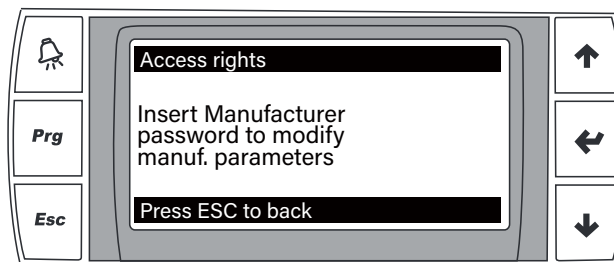 Access rights
Prg
Insert Manufacturer
password to modify
manuf. parameters
Esc
Press ESC to back